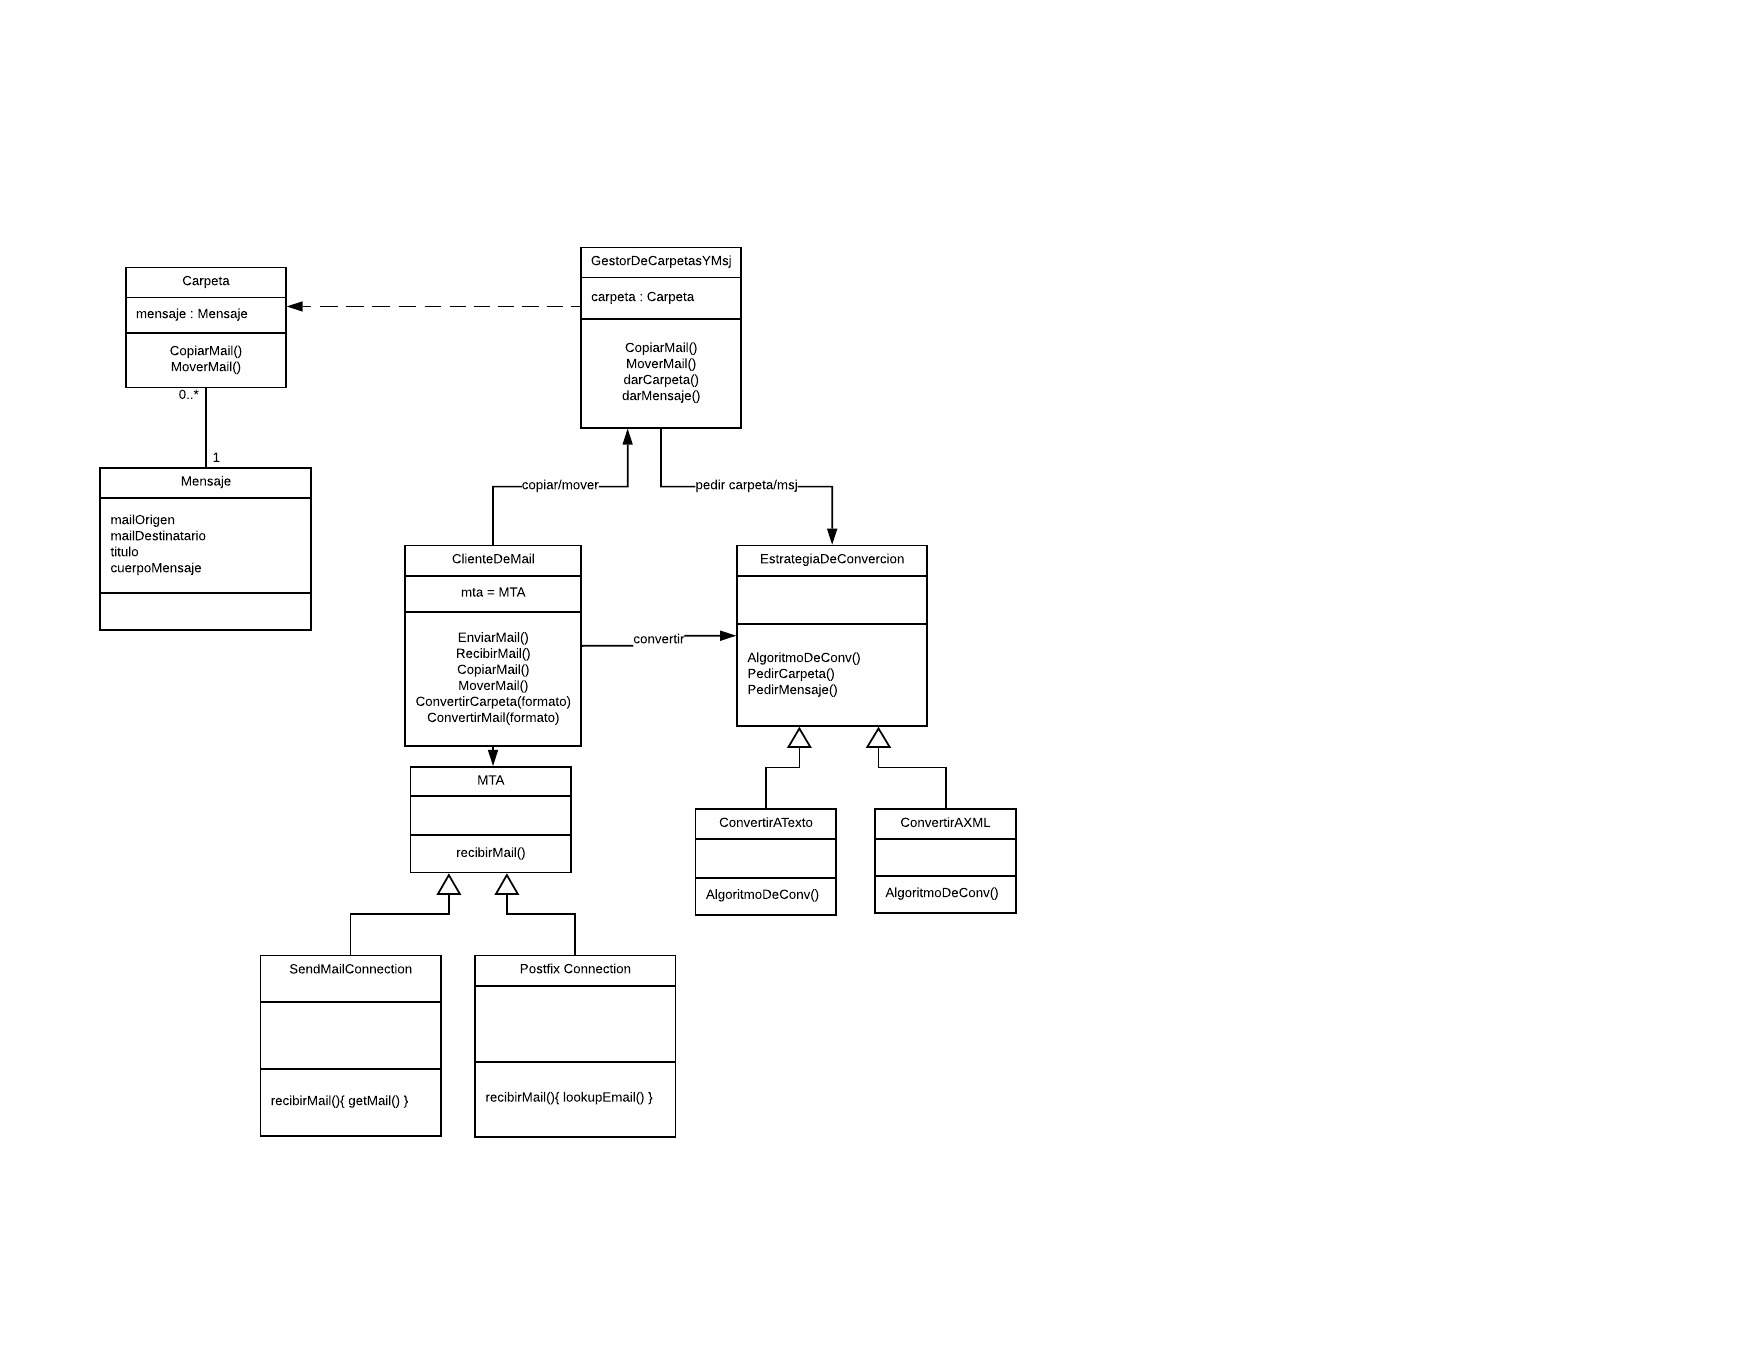 GestorDeCarpetasYMsj
carpeta : Carpeta
CopiarMail()
MoverMail()
darCarpeta()
darMensaje()
Carpeta
mensaje : Mensaje
CopiarMail()
MoverMail()
0..*
1
Mensaje
mailOrigen
mailDestinatario
titulo
cuerpoMensaje
copiar/mover
pedir carpeta/msj
ClienteDeMail
mta = MTA
EnviarMail()
RecibirMail()
CopiarMail()
MoverMail()
ConvertirCarpeta(formato)
ConvertirMail(formato)
convertir
EstrategiaDeConvercion
AlgoritmoDeConv()
PedirCarpeta()
PedirMensaje()
MTA
recibirMail()
ConvertirATexto
AlgoritmoDeConv()
ConvertirAXML
AlgoritmoDeConv()
SendMailConnection
recibirMail(){ getMail() }
Postfix Connection
recibirMail(){ lookupEmail() }